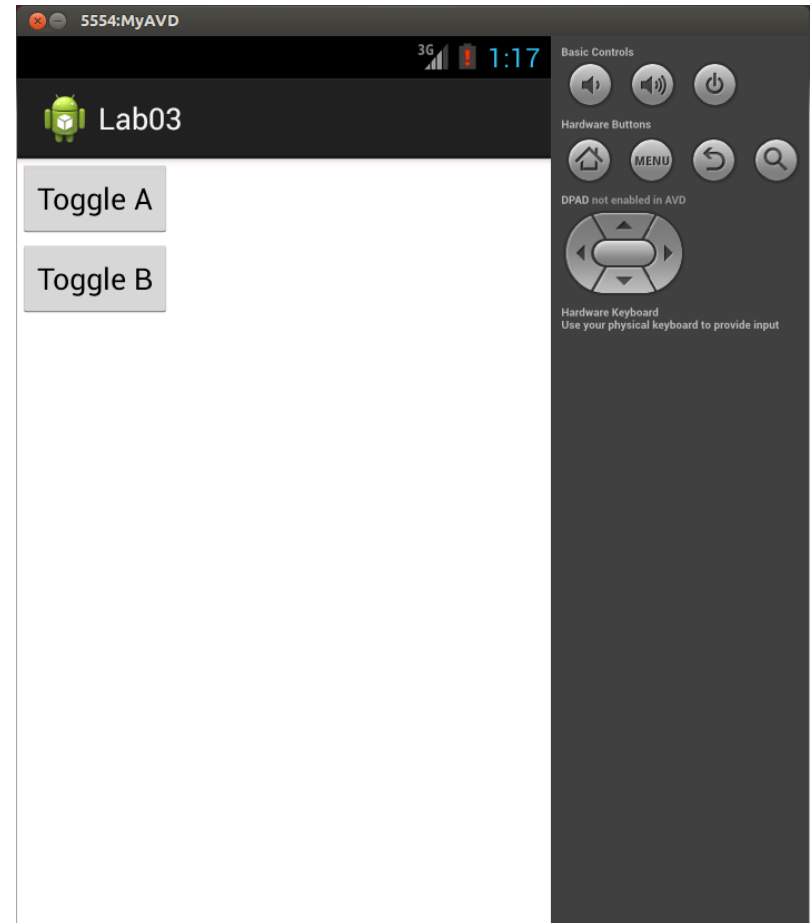 5554:MyAVD
3G 1:17
Lab03
Toggle A
Toggle B
Basic Controls
Hardware Buttons
MENU
DPAD not enabled in AVD
Hardware Keyboard
Use your physical keyboard to provide input